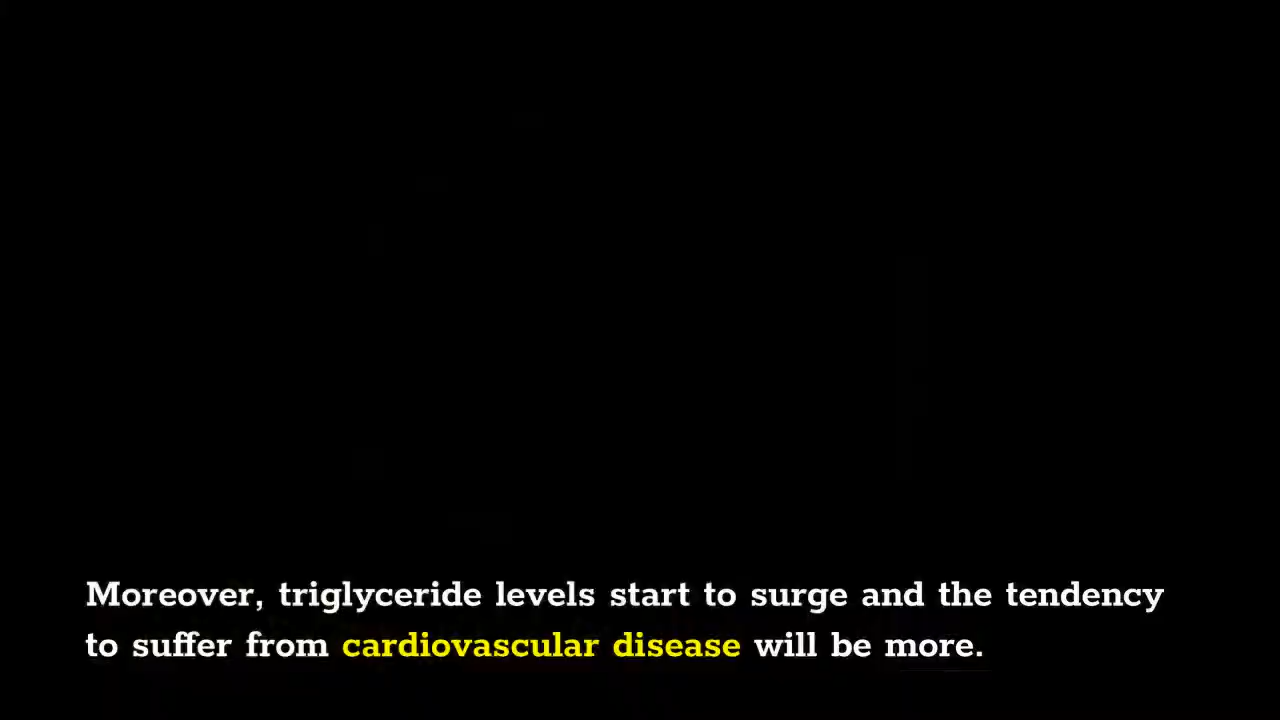 Moreover, triglyceride levels start to surge and the tendency
to suffer from cardiovascular disease will be more.